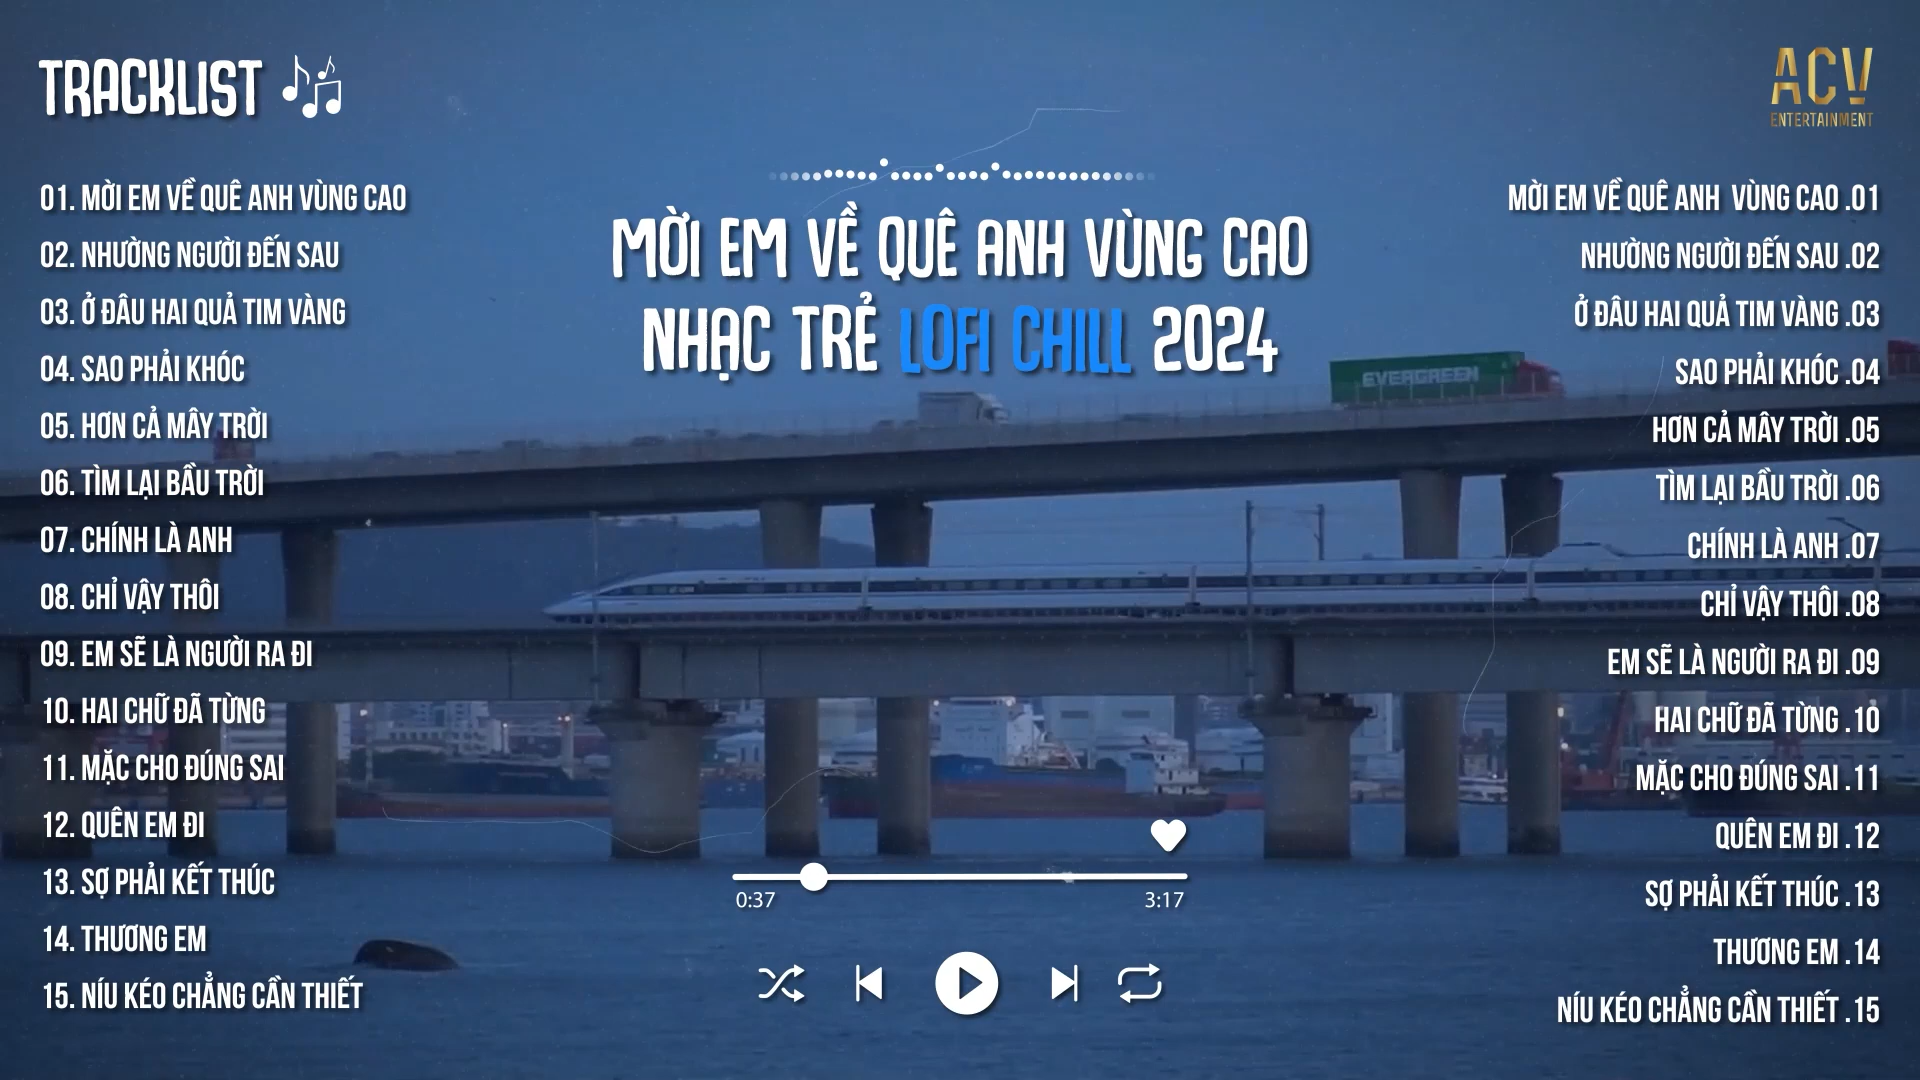 TRACKLIST
ACV
ENTERTAINMENT
MỜI EM VỀ QUÊ ANH VÙNG CAO
NHẠC TRẺ LOFI CHILL 2024
01. MỜI EM VỀ QUÊ ANH VÙNG CAO
02. NHƯỜNG NGƯỜI ĐẾN SAU
03. Ở ĐÂU HAI QUẢ TIM VÀNG
04. SAO PHẢI KHÓC
05. HƠN CẢ MÂY TRỜI
06. TÌM LẠI BẦU TRỜI
07. CHÍNH LÀ ANH
08. CHỈ VẬY THÔI
09. EM SẼ LÀ NGƯỜI RA ĐI
10. HAI CHỮ ĐÃ TỪNG
11. MẶC CHO ĐÚNG SAI
12. QUÊN EM ĐI
13. SỢ PHẢI KẾT THÚC
14. THƯƠNG EM
15. NÍU KÉO CHẲNG CẦN THIẾT
EVERGREEN
0:37
3:17
MỜI EM VỀ QUÊ ANH VÙNG CAO .01
NHƯỜNG NGƯỜI ĐẾN SAU .02
Ở ĐÂU HAI QUẢ TIM VÀNG .03
SAO PHẢI KHÓC .04
HƠN CẢ MÂY TRỜI .05
TÌM LẠI BẦU TRỜI .06
CHÍNH LÀ ANH .07
CHỈ VẬY THÔI .08
EM SẼ LÀ NGƯỜI RA ĐI .09
HAI CHỮ ĐÃ TỪNG .10
MẶC CHO ĐÚNG SAI .11
QUÊN EM ĐI .12
SỢ PHẢI KẾT THÚC .13
THƯƠNG EM .14
NÍU KÉO CHẲNG CẦN THIẾT .15